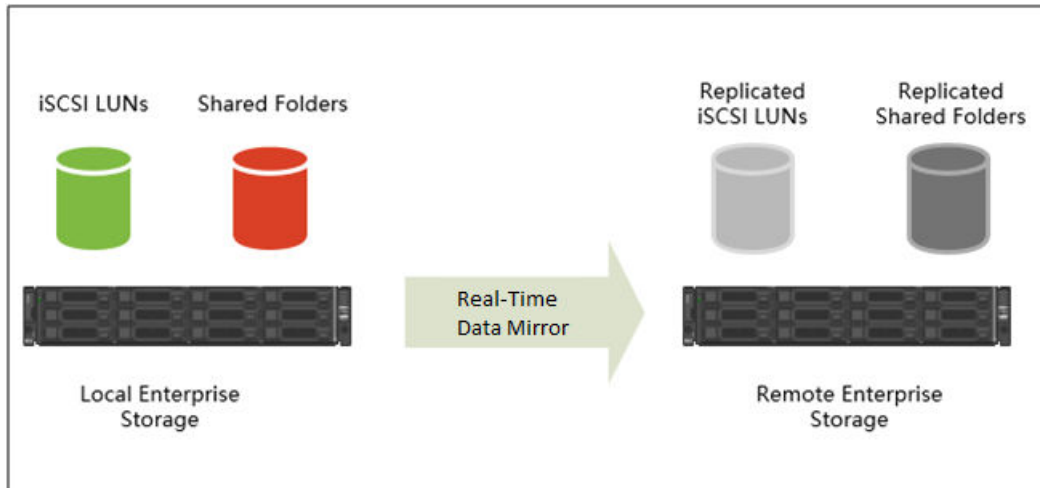 iSCSI LUNs
Shared Folders
Replicated
iSCSI LUNs
Replicated
Shared Folders
Real-Time
Data Mirror
Local Enterprise
Storage
Remote Enterprise
Storage